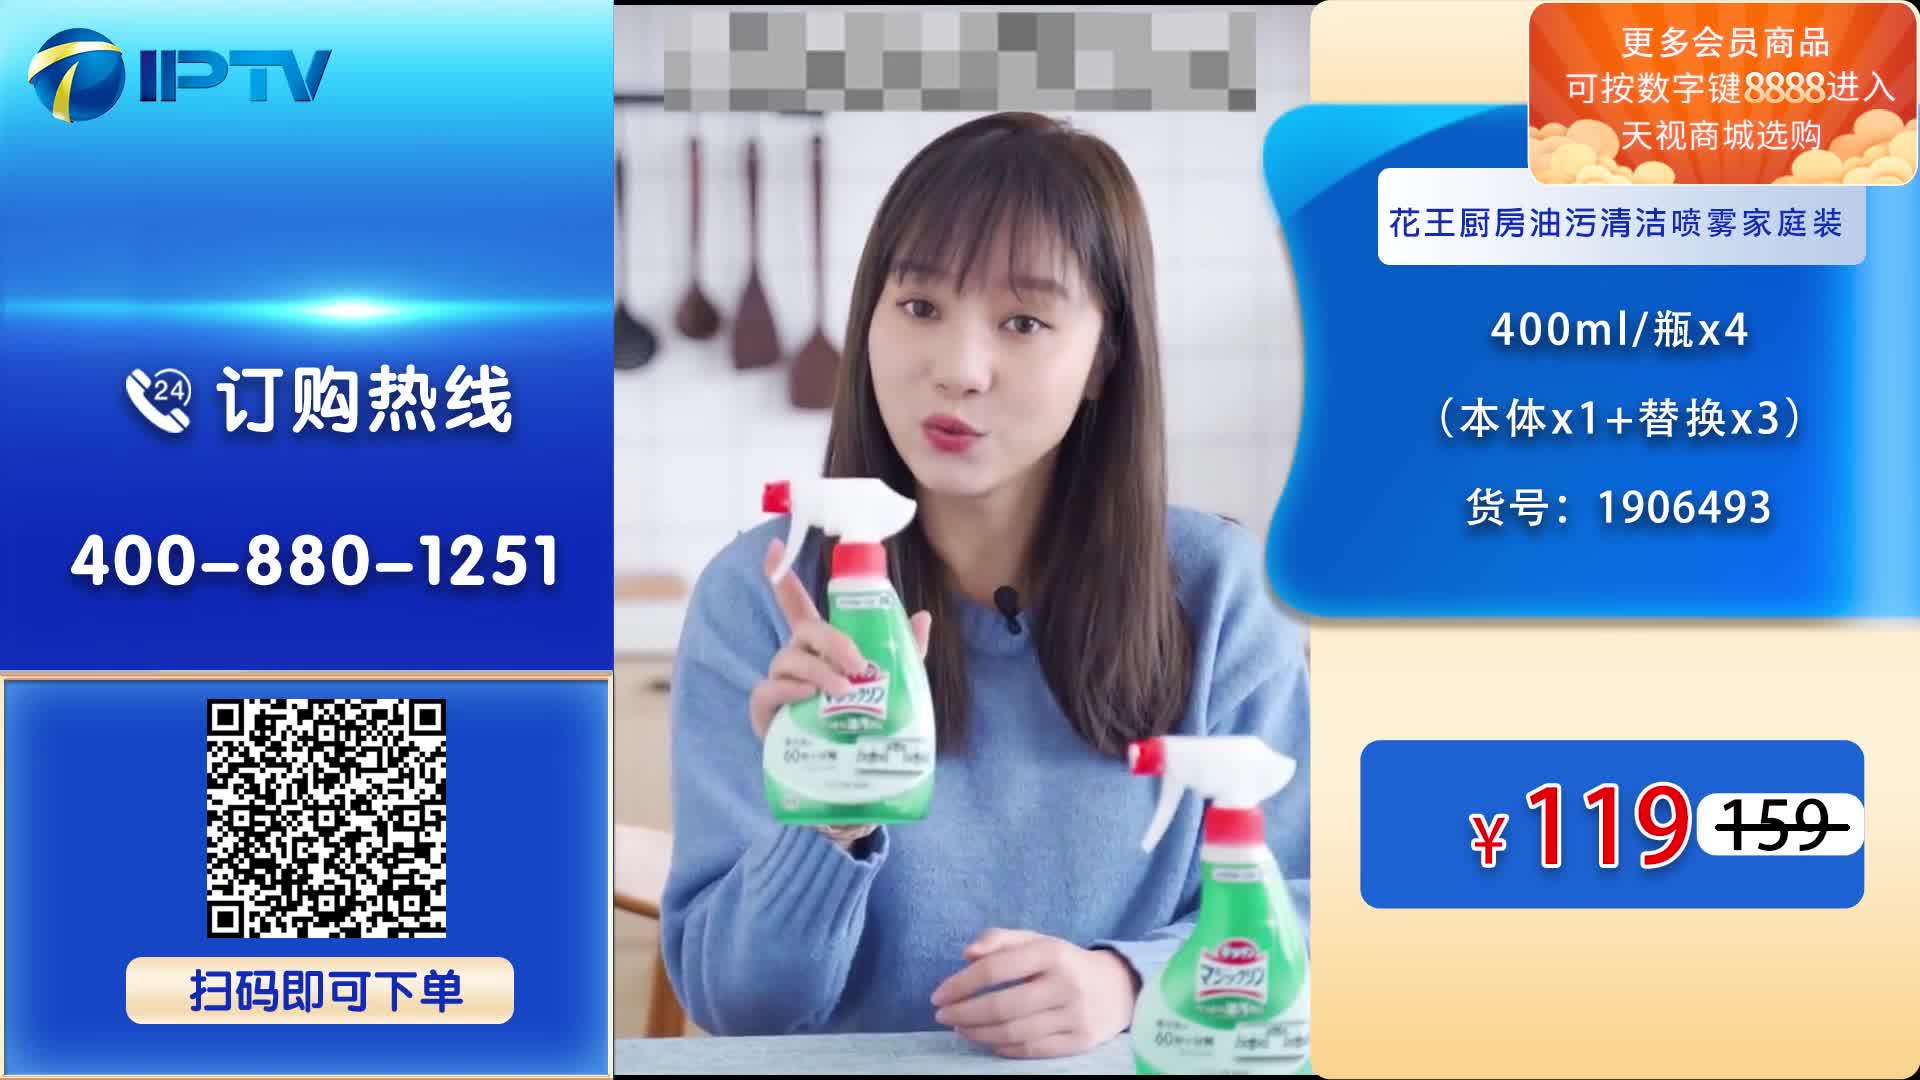 IPTV
24
订购热线
400-880-1251
扫码即可下单
更多会员商品
可按数字键8888进入
天视商城选购
花王厨房油污清洁喷雾家庭装
400ml/瓶x4
（本体x1+替换x3）
货号：1906493
¥119
159
マジックリン
60
マジックリン
60